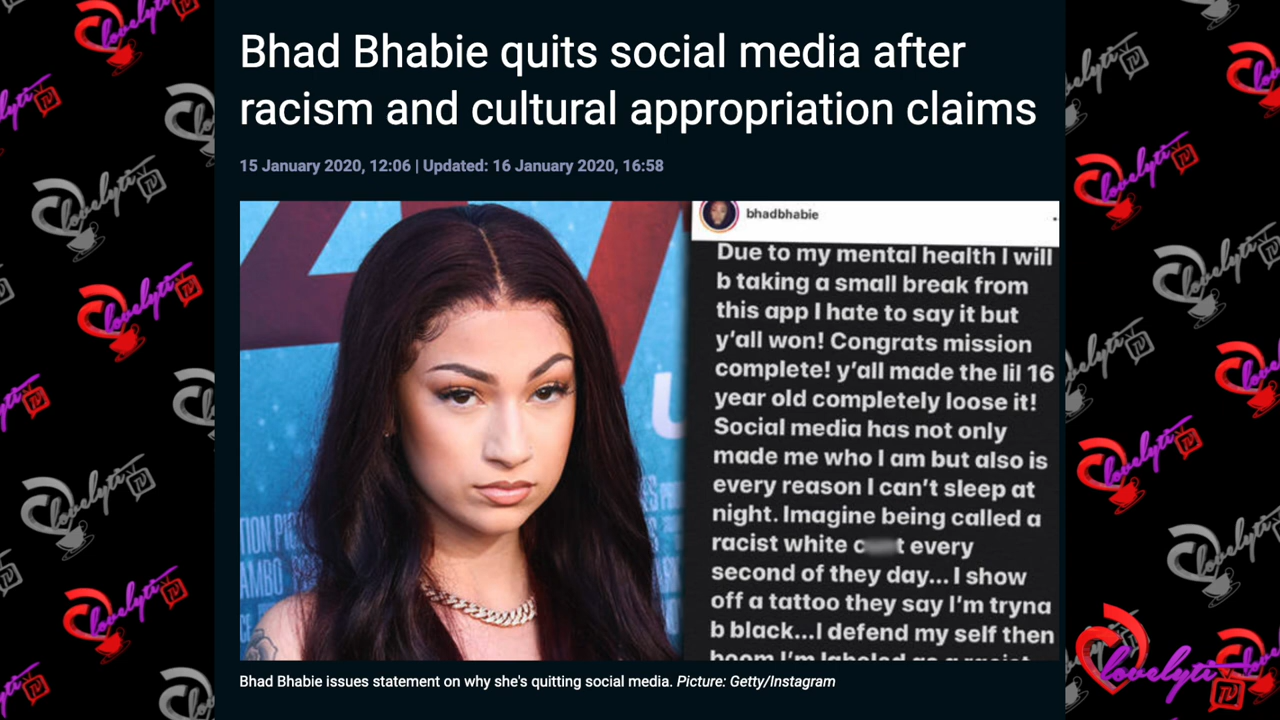 Bhad Bhabie quits social media after
racism and cultural appropriation claims
15 January 2020, 12:06 | Updated: 16 January 2020, 16:58
bhadbhabie
Due to my mental health I will
b taking a small break from
this app I hate to say it but
y'all won! Congrats mission
complete! y'all made the lil 16
year old completely loose it!
Social media has not only
made me who I am but also is
every reason I can't sleep at
night. Imagine being called a
racist white c t every
second of they day... I show
off a tattoo they say I'm tryna
b black...I defend my self then
boom I'm labeled as a racist
Bhad Bhabie issues statement on why she's quitting social media. Picture: Getty/Instagram
lovelyti